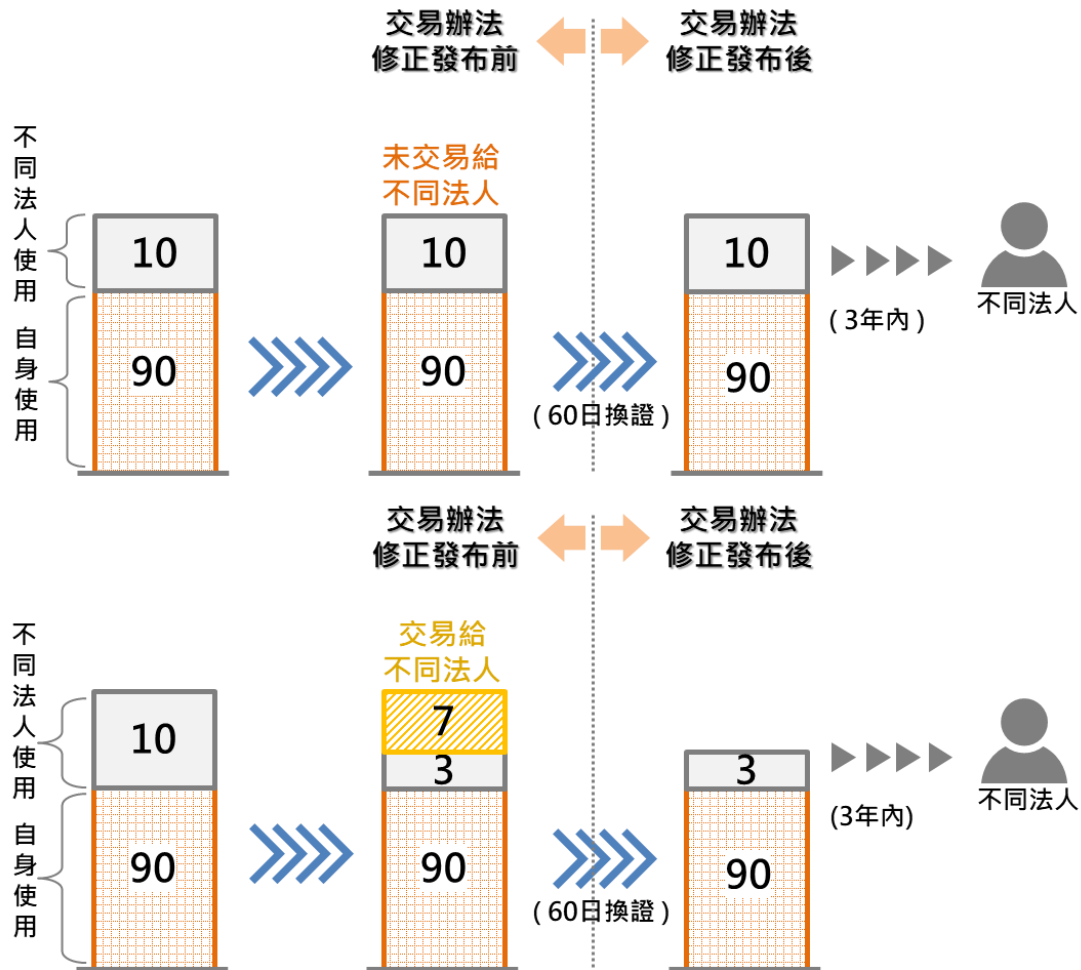 交易辦法
修正發布前
交易辦法
修正發布後
不同法人使用
自身使用
未交易給
不同法人
10
90
10
90
(60日換證)
10
90
(3年內)
不同法人
交易辦法
修正發布前
交易辦法
修正發布後
不同法人使用
自身使用
交易給
不同法人
10
90
7
3
90
(60日換證)
3
90
(3年內)
不同法人